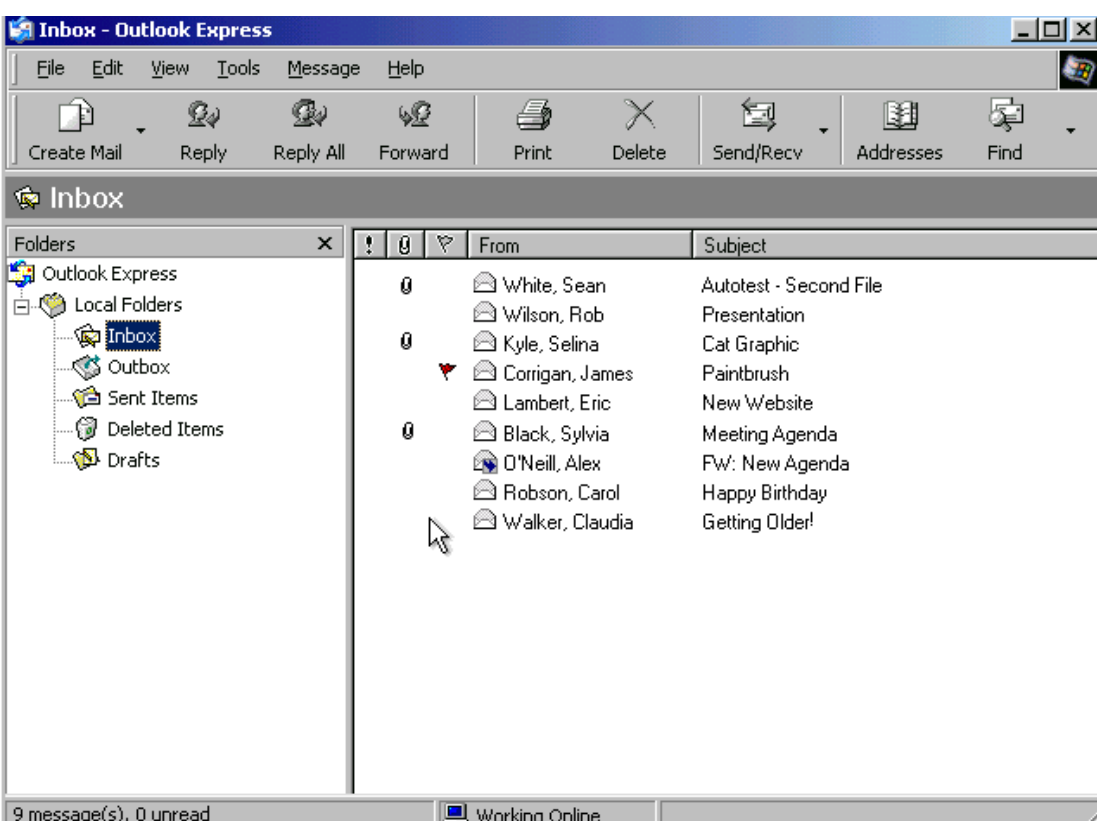 Inbox - Outlook Express
File Edit View Tools Message Help
Create Mail Reply Reply All Forward Print Delete Send/Recv Addresses Find
Inbox
Folders ! From Subject
Outlook Express
Local Folders
Inbox
Outbox
Sent Items
Deleted Items
Drafts
White, Sean Autotest - Second File
Wilson, Rob Presentation
Kyle, Selina Cat Graphic
Corrigan, James Paintbrush
Lambert, Eric New Website
Black, Sylvia Meeting Agenda
O'Neill, Alex FW: New Agenda
Robson, Carol Happy Birthday
Walker, Claudia Getting Older!
9 message(s), 0 unread Working Online